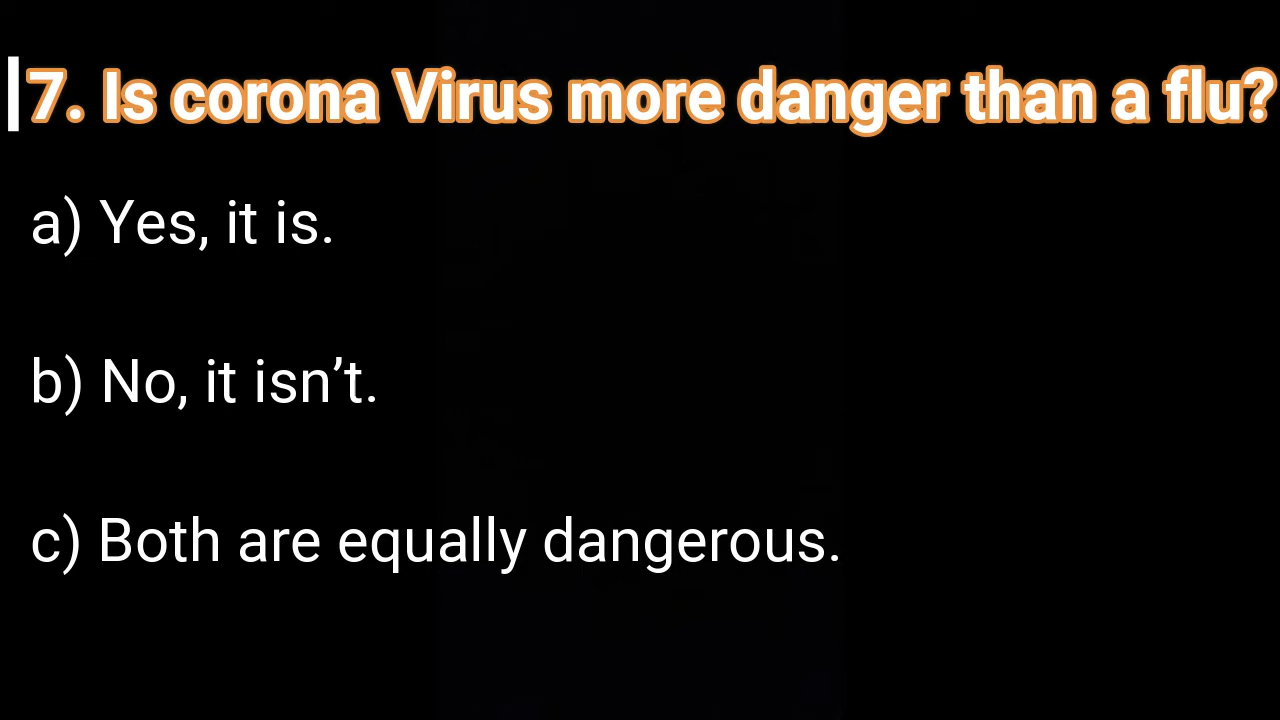 7. Is corona Virus more danger than a flu?
a) Yes, it is.
b) No, it isn’t.
c) Both are equally dangerous.